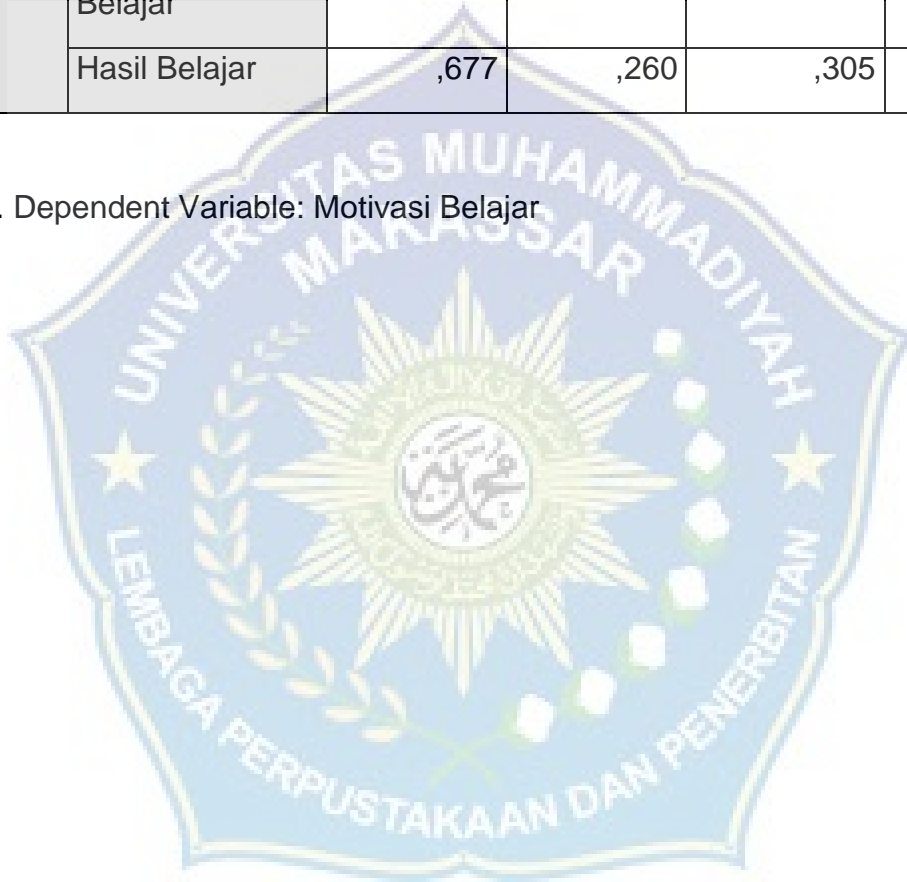 Belajar
Hasil Belajar ,677 ,260 ,305
. Dependent Variable: Motivasi Belajar
UNIVERSITAS MUHAMMADIYAH
MAKASSAR
LEMBAGA PERPUSTAKAAN DAN PENERBITAN